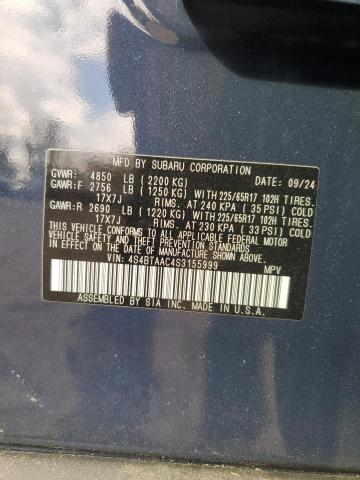 MFD. BY SUBARU CORPORATION DATE: 09/24
GVWR: 4850 LB (2200 KG)
GAWR:F 2756 LB (1250 KG) WITH 225/65R17 102H TIRES.
17X7J RIMS. AT 240 KPA ( 35 PSI) COLD
GAWR:R 2690 LB (1220 KG) WITH 225/65R17 102H TIRES.
17X7J RIMS. AT 230 KPA ( 33 PSI) COLD
THIS VEHICLE CONFORMS TO ALL APPLICABLE FEDERAL MOTOR
VEHICLE SAFETY AND THEFT PREVENTION STANDARDS IN EFFECT
ON THE DATE OF MANUFACTURE SHOWN ABOVE.
VIN: 4S4BTAAC4S3155999 MPV
ASSEMBLED BY SIA INC. MADE IN U.S.A.